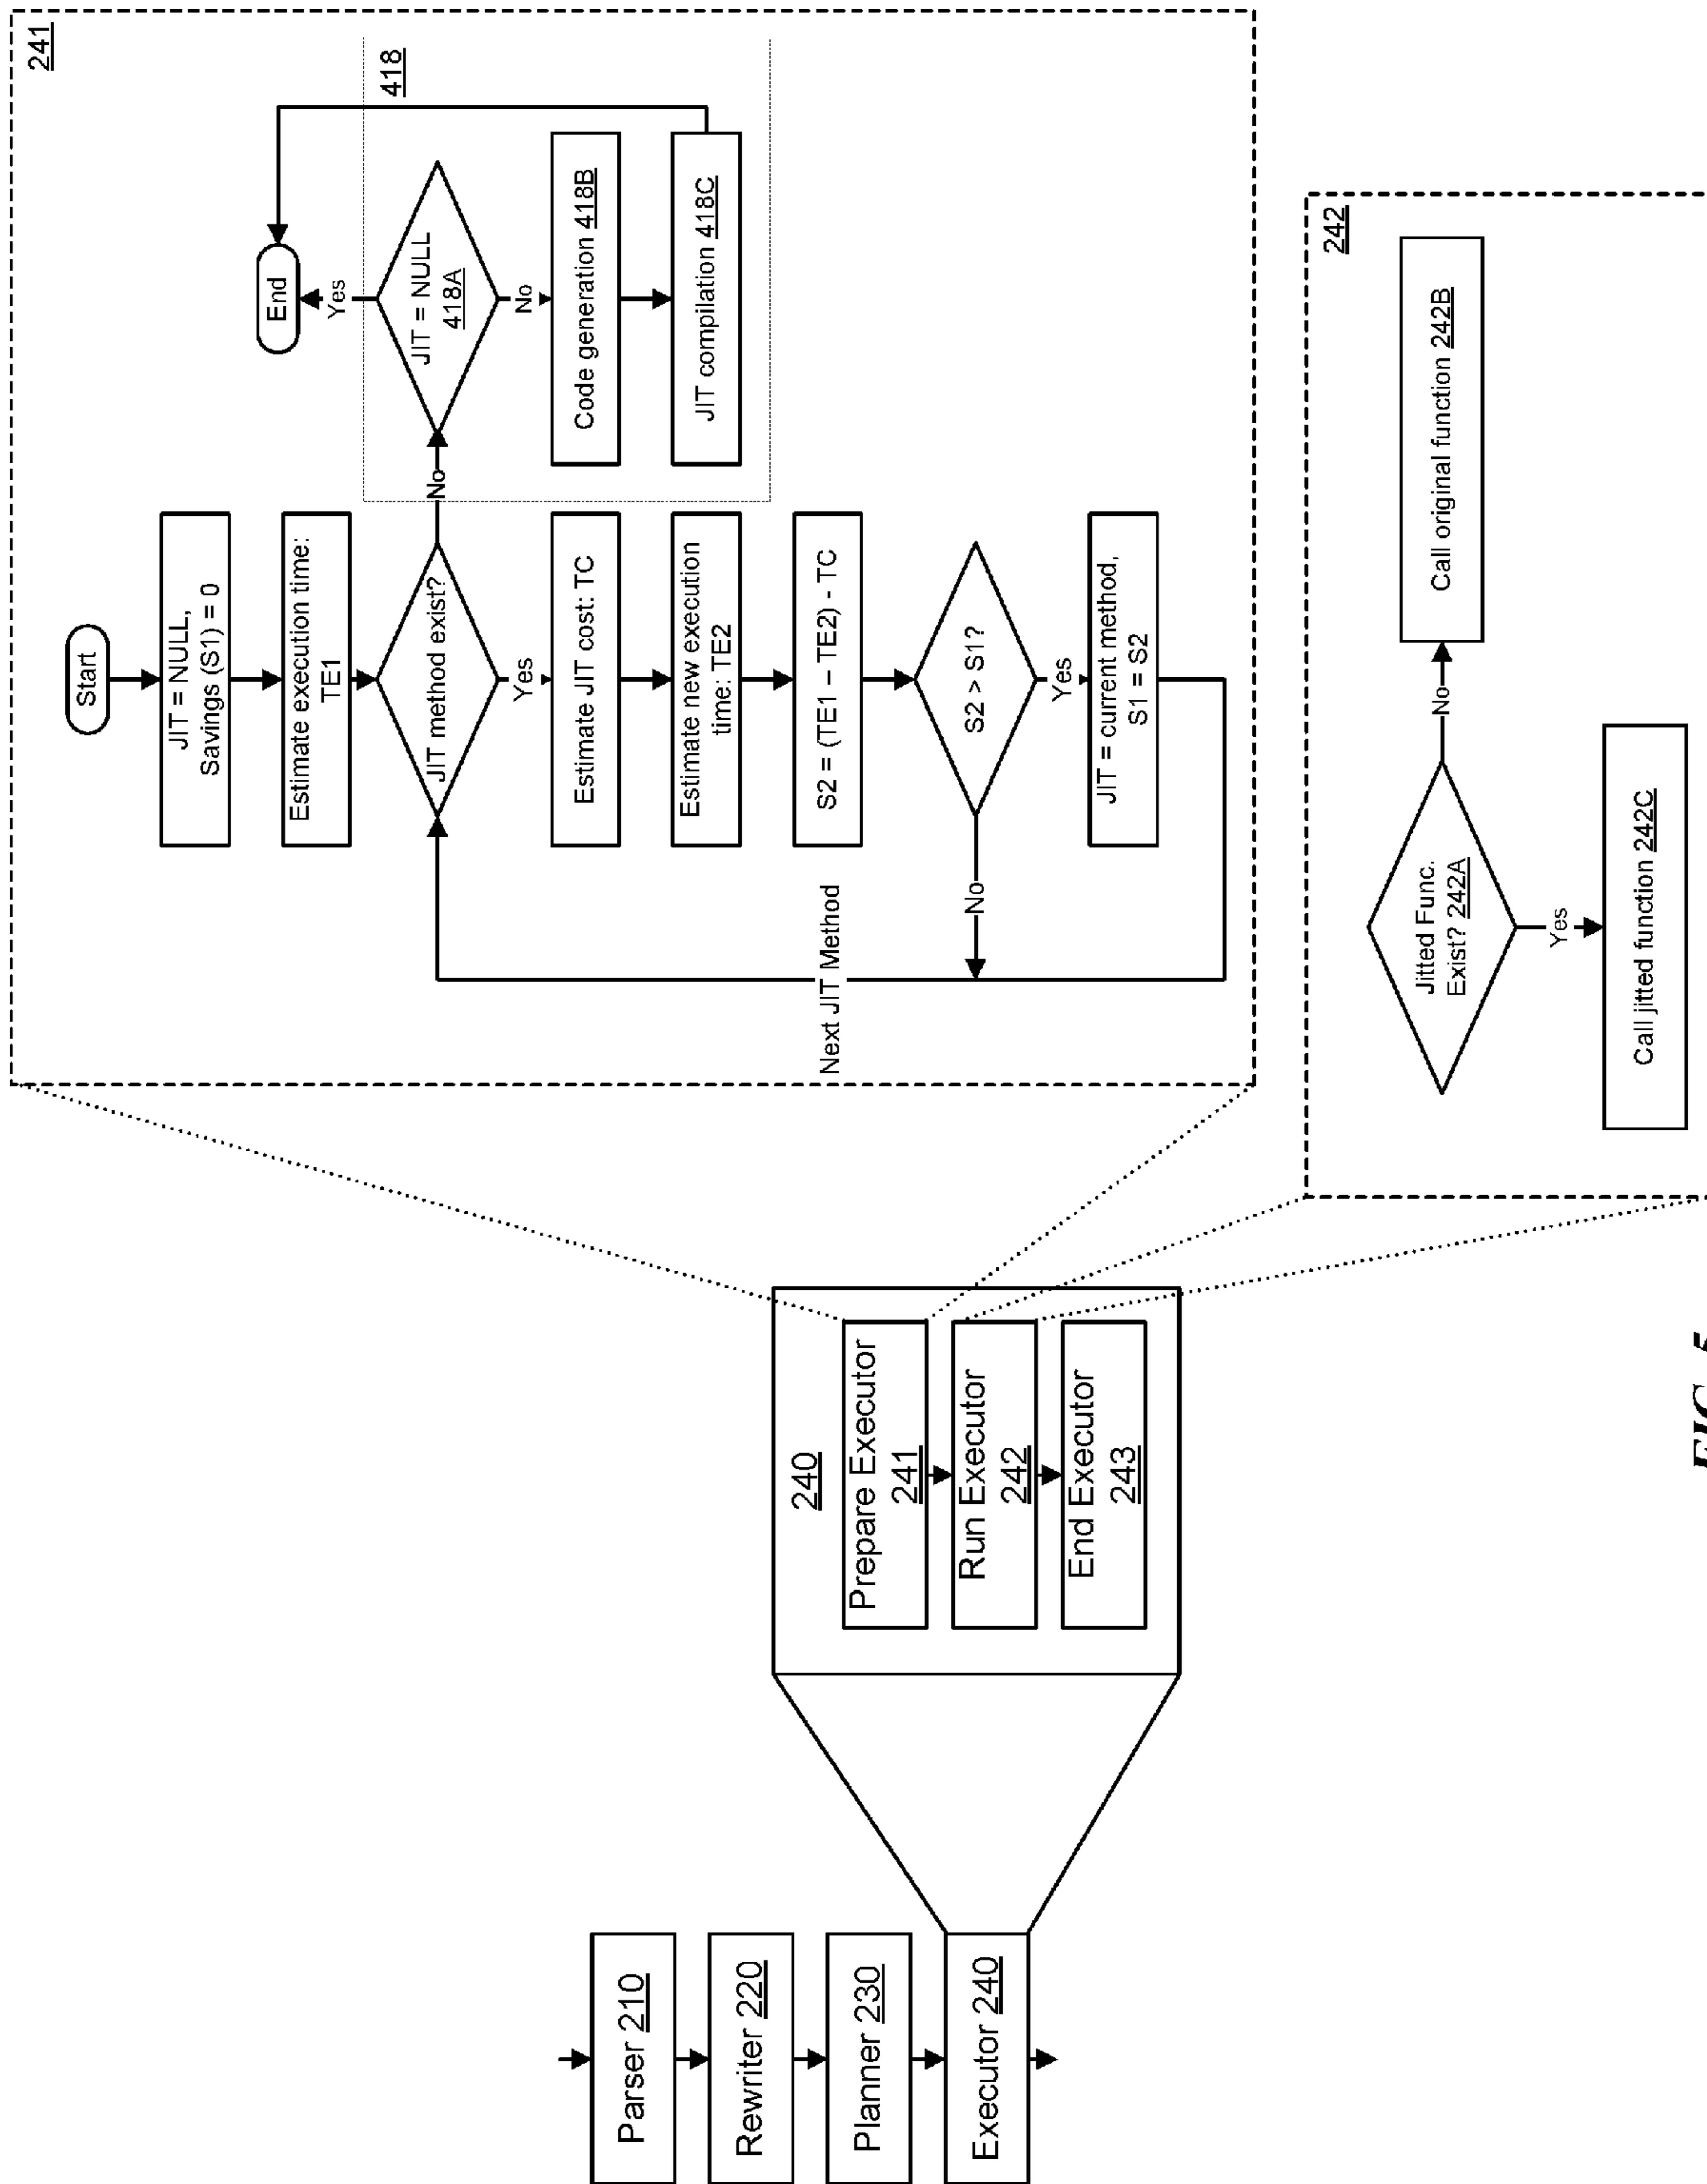 Parser 210
Rewriter 220
Planner 230
Executor 240
240
Prepare Executor
241
Run Executor
242
End Executor
243
241
Start
JIT = NULL,
Savings (S1) = 0
Estimate execution time:
TE1
JIT method exist?
No
Yes
Estimate JIT cost: TC
Estimate new execution
time: TE2
S2 = (TE1 – TE2) - TC
S2 > S1?
No
Yes
JIT = current method,
S1 = S2
Next JIT Method
418
End
Yes
JIT = NULL
418A
No
Code generation 418B
JIT compilation 418C
242
Jitted Func.
Exist? 242A
No
Call original function 242B
Yes
Call jitted function 242C
FIG. 5